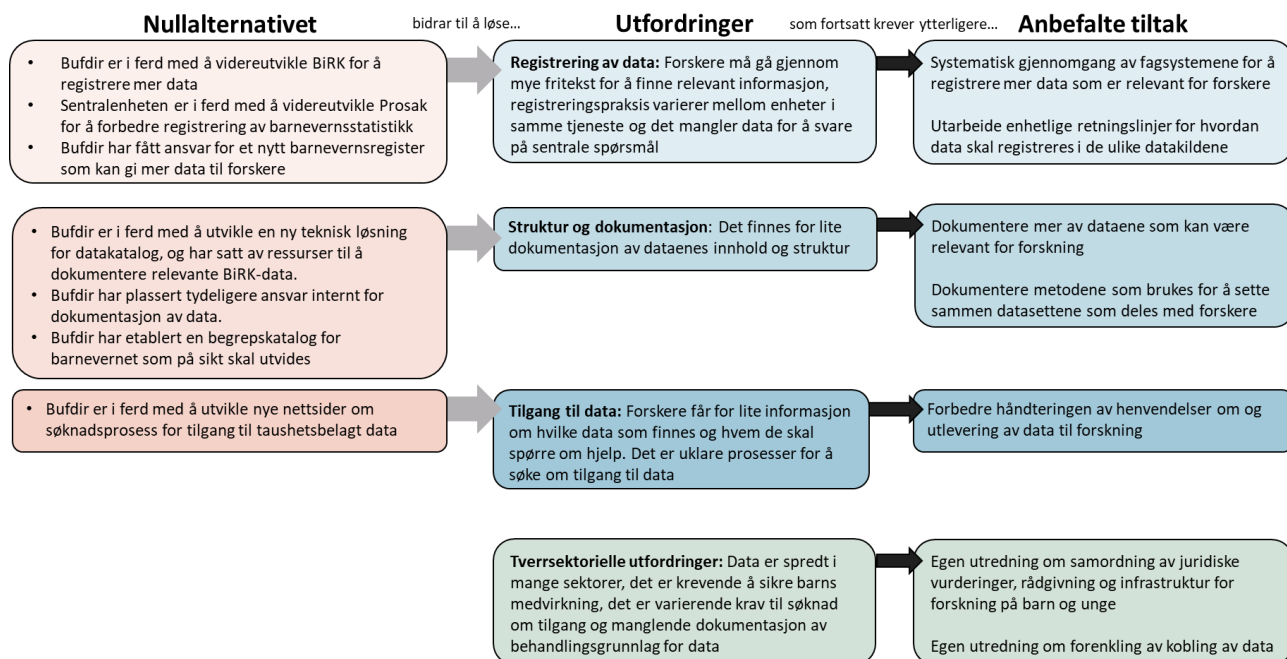 Nullalternativet
bidrar til å løse…
Utfordringer
som fortsatt krever ytterligere…
Anbefalte tiltak
• Bufdir er i ferd med å videreutvikle BiRK for å
registrere mer data
• Sentralenheten er i ferd med å videreutvikle Prosak
for å forbedre registrering av barnevernsstatistikk
• Bufdir har fått ansvar for et nytt barnevernsregister
som kan gi mer data til forskere
Registrering av data: Forskere må gå gjennom
mye fritekst for å finne relevant informasjon,
registreringspraksis varierer mellom enheter i
samme tjeneste og det mangler data for å svare
på sentrale spørsmål
Systematisk gjennomgang av fagsystemene for å
registrere mer data som er relevant for forskere
Utarbeide enhetlige retningslinjer for hvordan
data skal registreres i de ulike datakildene
• Bufdir er i ferd med å utvikle en ny teknisk løsning
for datakatalog, og har satt av ressurser til å
dokumentere relevante BiRK-data.
• Bufdir har plassert tydeligere ansvar internt for
dokumentasjon av data.
• Bufdir har etablert en begrepskatalog for
barnevernet som på sikt skal utvides
Struktur og dokumentasjon: Det finnes for lite
dokumentasjon av dataenes innhold og struktur
Dokumentere mer av dataene som kan være
relevant for forskning
Dokumentere metodene som brukes for å sette
sammen datasettene som deles med forskere
• Bufdir er i ferd med å utvikle nye nettsider om
søknadsprosess for tilgang til taushetsbelagt data
Tilgang til data: Forskere får for lite informasjon
om hvilke data som finnes og hvem de skal
spørre om hjelp. Det er uklare prosesser for å
søke om tilgang til data
Forbedre håndteringen av henvendelser om og
utlevering av data til forskning
Tverrsektorielle utfordringer: Data er spredt i
mange sektorer, det er krevende å sikre barns
medvirkning, det er varierende krav til søknad
om tilgang og manglende dokumentasjon av
behandlingsgrunnlag for data
Egen utredning om samordning av juridiske
vurderinger, rådgivning og infrastruktur for
forskning på barn og unge
Egen utredning om forenkling av kobling av data